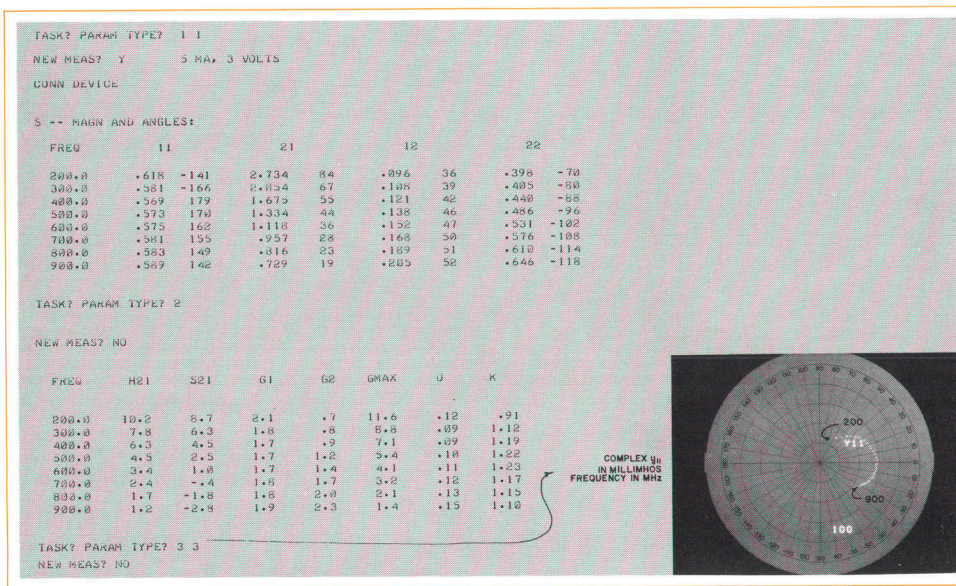 TASK? PARAM TYPE? 1 1
NEW MEAS? Y 5 MA, 3 VOLTS
CONN DEVICE
S -- MAGN AND ANGLES:
FREQ 11 21 12 22
200.0 .618 -141 2.734 84 .096 36 .398 -70
300.0 .581 -166 2.054 67 .108 39 .405 -80
400.0 .569 179 1.675 55 .121 42 .440 -88
500.0 .573 170 1.334 44 .138 46 .486 -96
600.0 .575 162 1.118 36 .152 47 .531 -102
700.0 .581 155 .957 28 .168 50 .576 -108
800.0 .583 149 .816 23 .189 51 .610 -114
900.0 .589 142 .729 19 .205 52 .646 -118
TASK? PARAM TYPE? 2
NEW MEAS? NO
FREQ H21 S21 G1 G2 GMAX U K
200.0 10.2 8.7 2.1 .7 11.6 .12 .91
300.0 7.8 6.3 1.8 .8 8.8 .09 1.12
400.0 6.3 4.5 1.7 .9 7.1 .09 1.19
500.0 4.5 2.5 1.7 1.2 5.4 .10 1.22
600.0 3.4 1.0 1.7 1.4 4.1 .11 1.23
700.0 2.4 -.4 1.8 1.7 3.2 .12 1.17
800.0 1.7 -1.8 1.8 2.0 2.1 .13 1.15
900.0 1.2 -2.8 1.9 2.3 1.4 .15 1.10
TASK? PARAM TYPE? 3 3
NEW MEAS? NO
COMPLEX y11
IN MILLIMHOS
FREQUENCY IN MHz
200
Y11
900
100